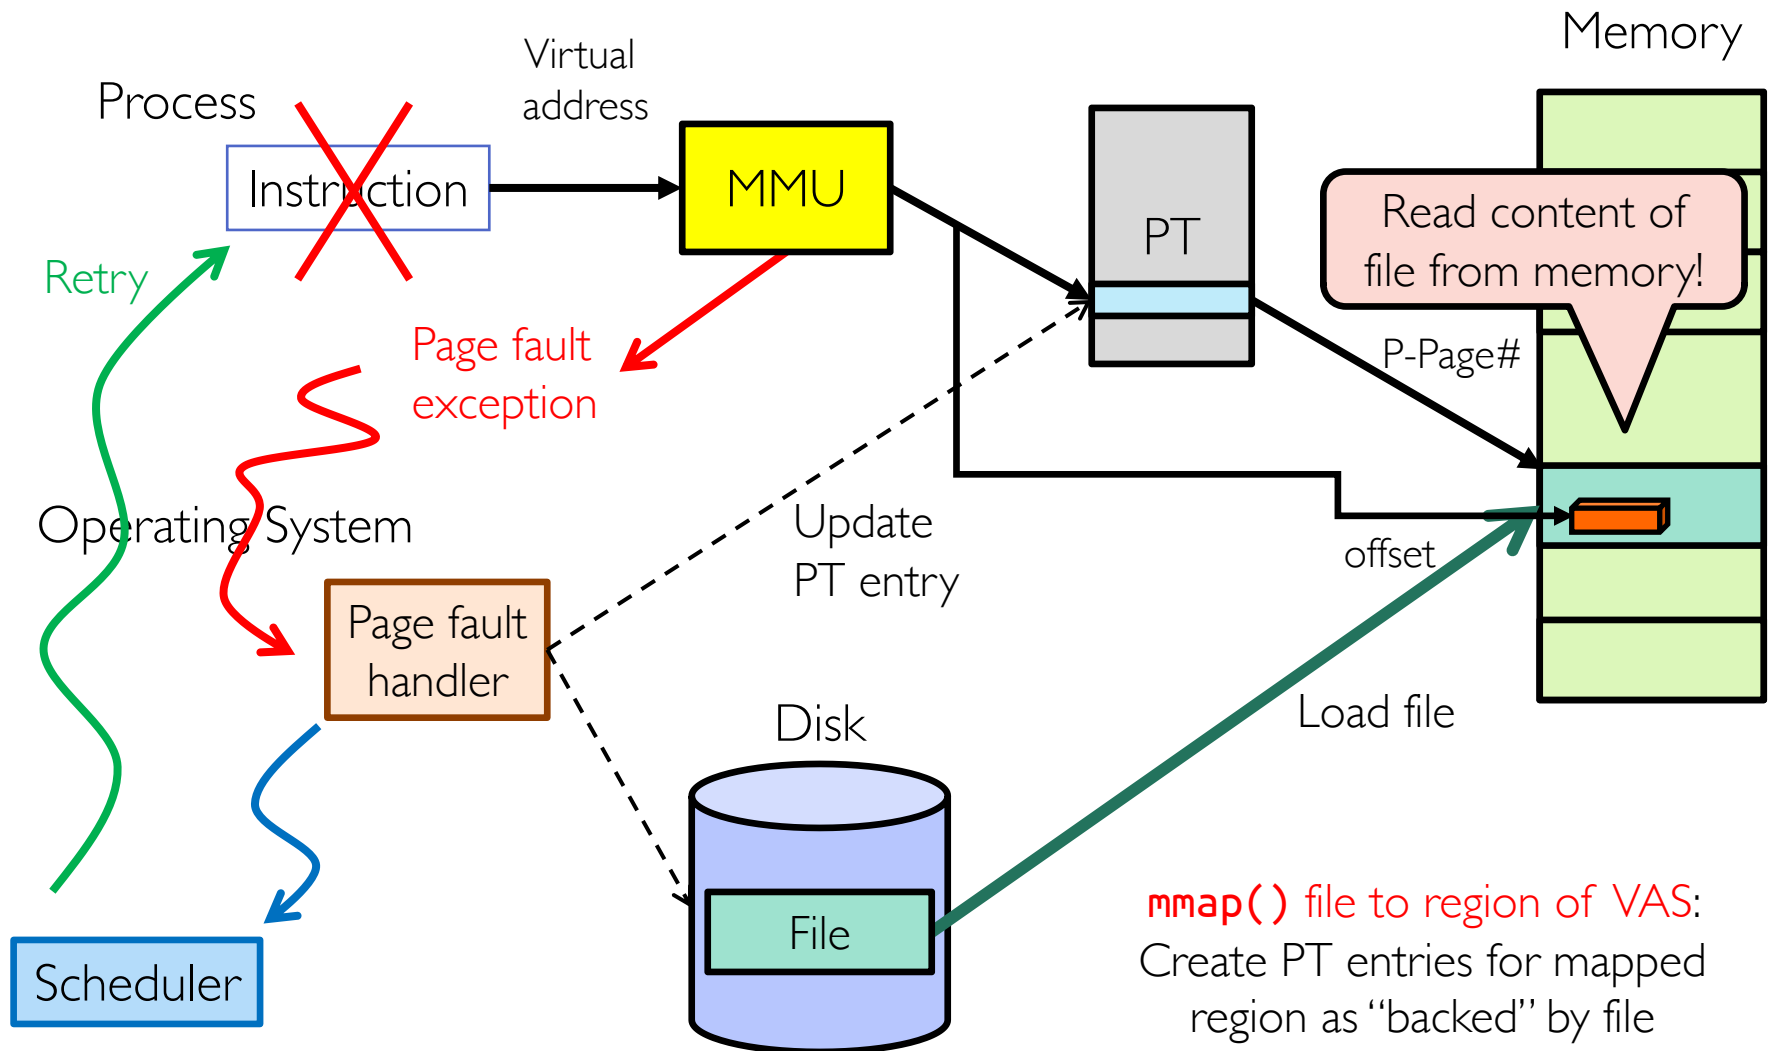 Memory
Virtual
address
Process
Instruction
MMU
PT
Read content of
file from memory!
Retry
Page fault
exception
P-Page#
Operating System
Update
PT entry
offset
Page fault
handler
Load file
Disk
File
Scheduler
mmap() file to region of VAS:
Create PT entries for mapped
region as “backed” by file